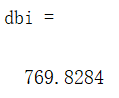 dbi =
769.8284